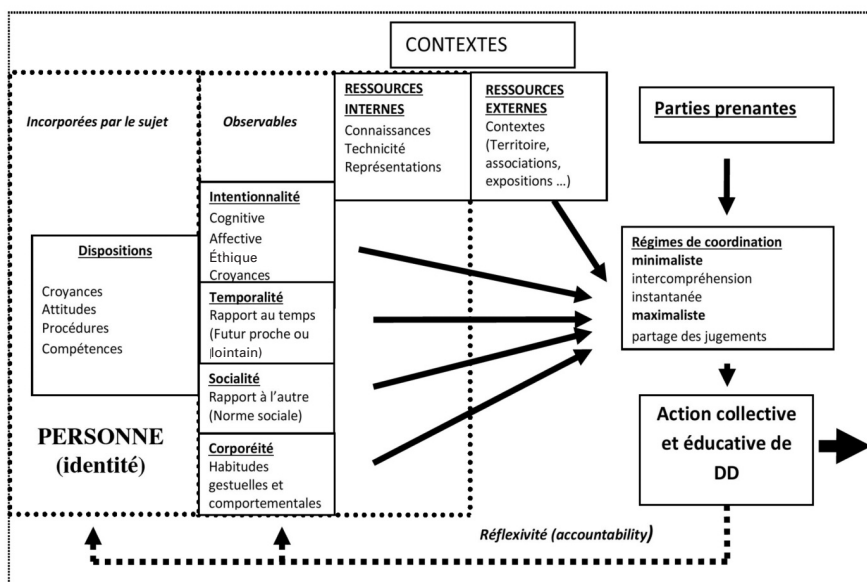 CONTEXTES
Incorporées par le sujet
Observables
RESSOURCES
INTERNES
Connaissances
Technicité
Représentations
RESSOURCES
EXTERNES
Contextes
(Territoire,
associations,
expositions ...)
Parties prenantes
Dispositions
Croyances
Attitudes
Procédures
Compétences
PERSONNE
(identité)
Intentionnalité
Cognitive
Affective
Éthique
Croyances
Temporalité
Rapport au temps
(Futur proche ou
lointain)
Socialité
Rapport à l'autre
(Norme sociale)
Corporéité
Habitudes
gestuelles et
comportementales
Régimes de coordination
minimaliste
intercompréhension
instantanée
maximaliste
partage des jugements
Action collective
et éducative de
DD
Réflexivité (accountability)